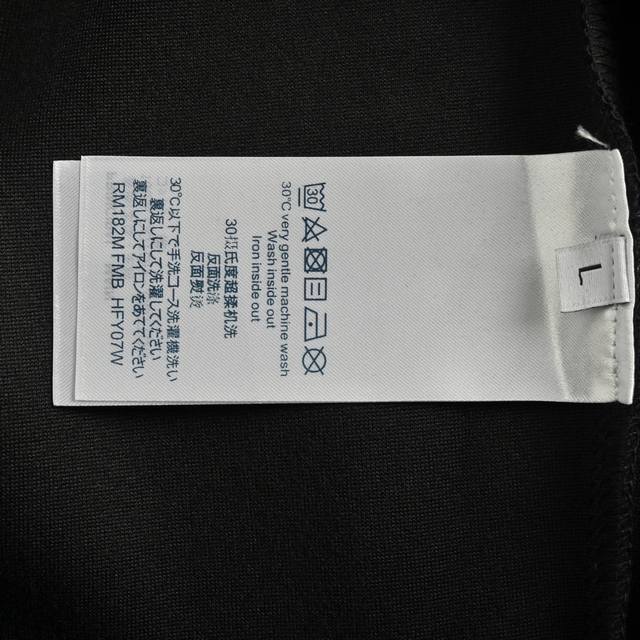 30
30°C very gentle machine wash
Wash inside out
Iron inside out
30摄氏度超揉机洗
反面洗涤
反面熨烫
30℃以下で手洗コース洗濯機洗い
裏返しにして洗濯してください
裏返しにしてアイロンをあててください
RM182M FMB HFY07W
L